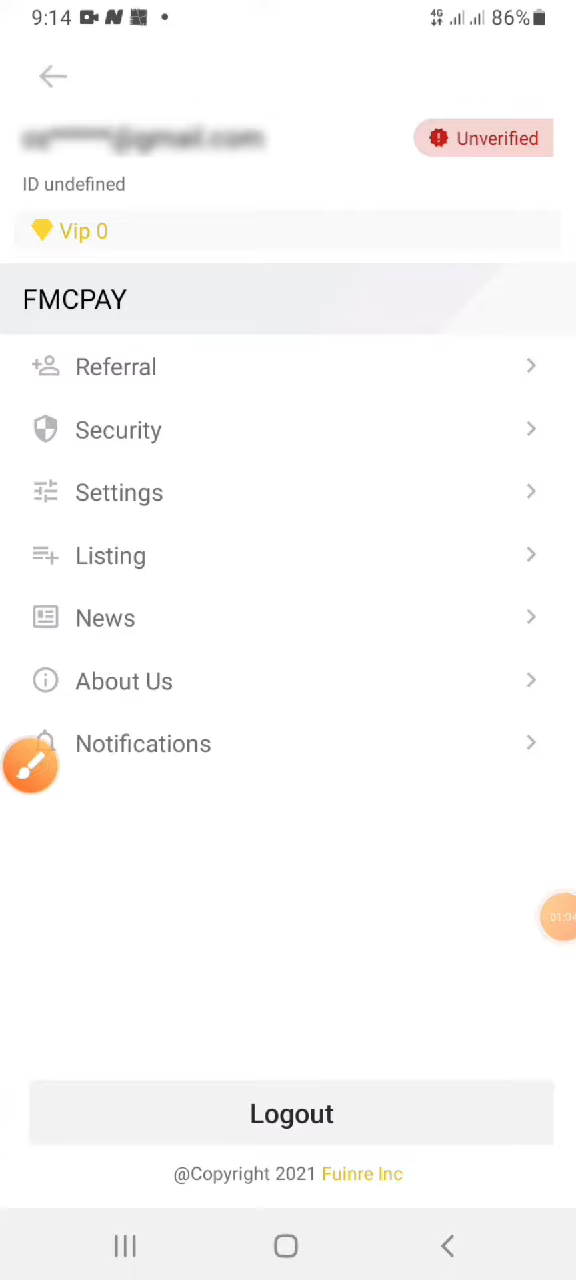 9:14 4G 86%
Unverified
ID undefined
Vip 0
FMCPAY
Referral
Security
Settings
Listing
News
About Us
Notifications
Logout
@Copyright 2021 Fuinre Inc